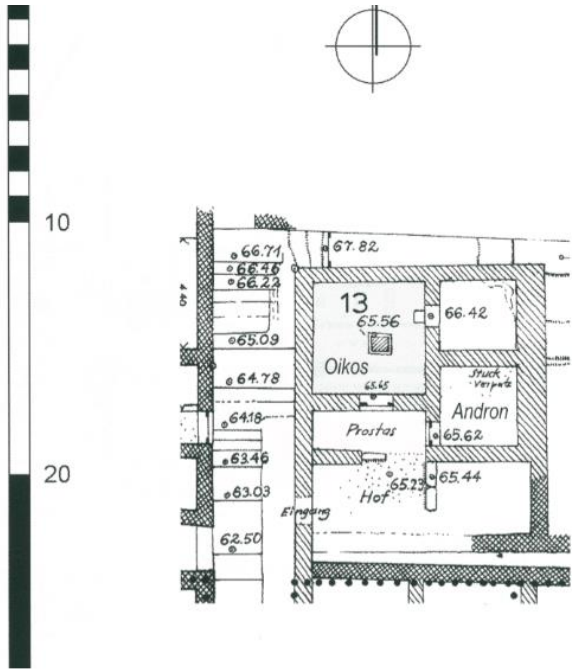 10
20
67.82
66.71
66.46
66.22
4.40
13
65.56
66.42
65.09
Oikos
64.78
65.65
Stuck
Verputz
Andron
64.18
Prostas
65.62
63.46
65.23
65.44
63.03
Hof
Eingang
62.50